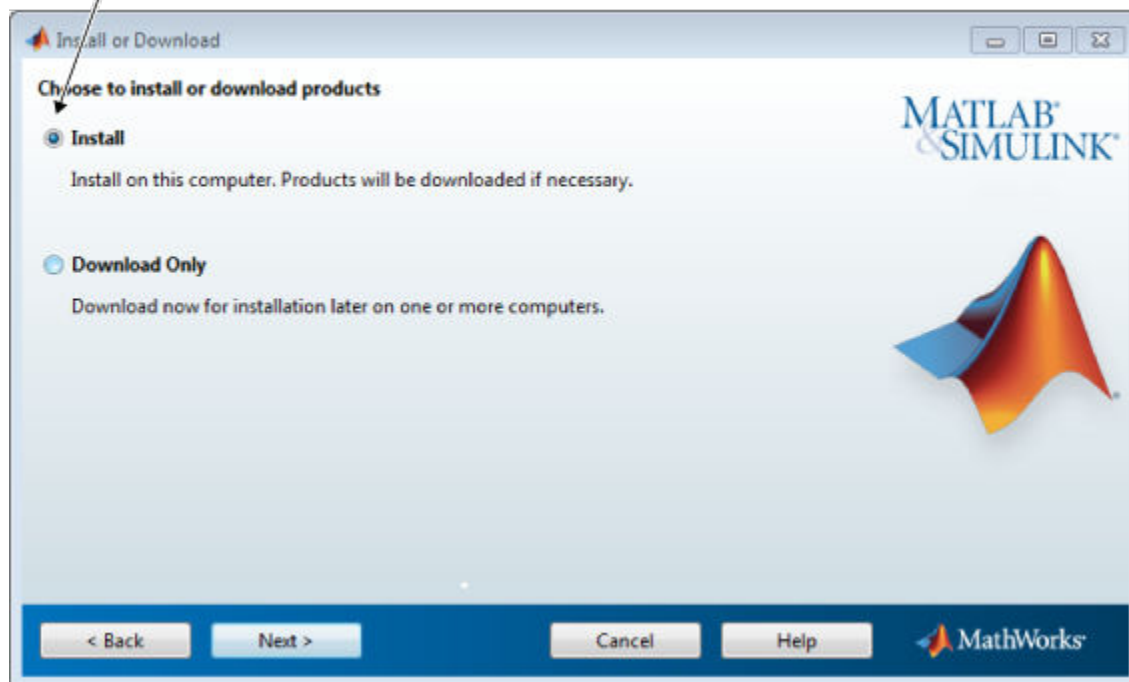 Install or Download
Choose to install or download products
Install
Install on this computer. Products will be downloaded if necessary.
Download Only
Download now for installation later on one or more computers.
MATLAB®
&SIMULINK®
®
< Back
Next >
Cancel
Help
MathWorks®